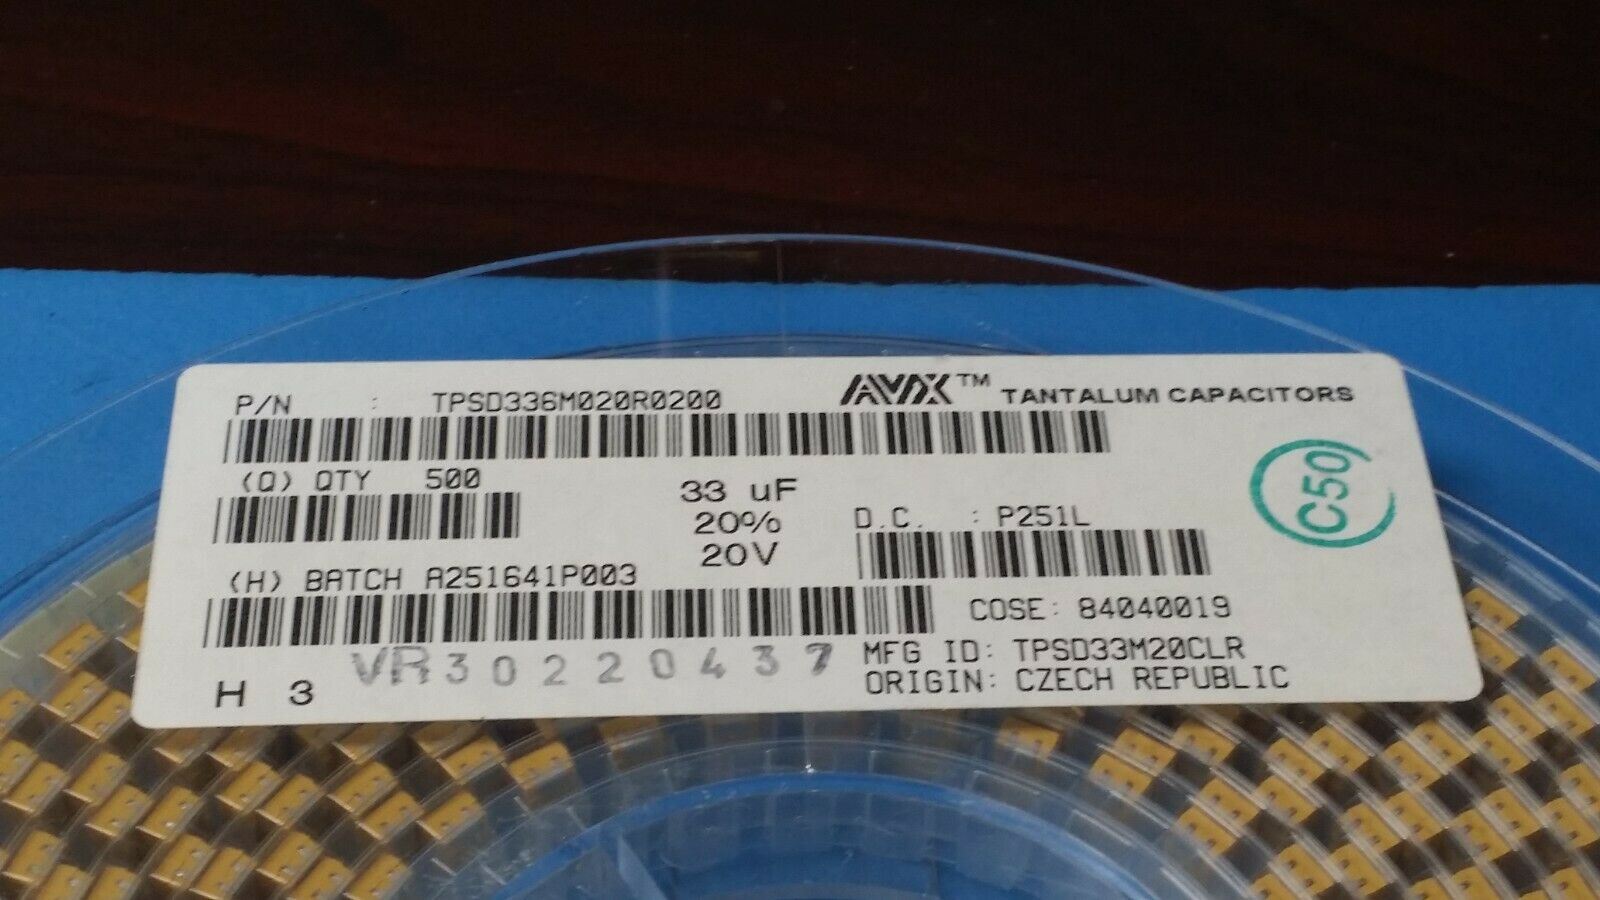 P/N : TPSD336M020R0200
AVX™ TANTALUM CAPACITORS
(Q) QTY 500
33 uF
20%
20V
D.C. : P251L
C50
(H) BATCH A251641P003
COSE: 84040019
MFG ID: TPSD33M20CLR
ORIGIN: CZECH REPUBLIC
H 3
VR30220437